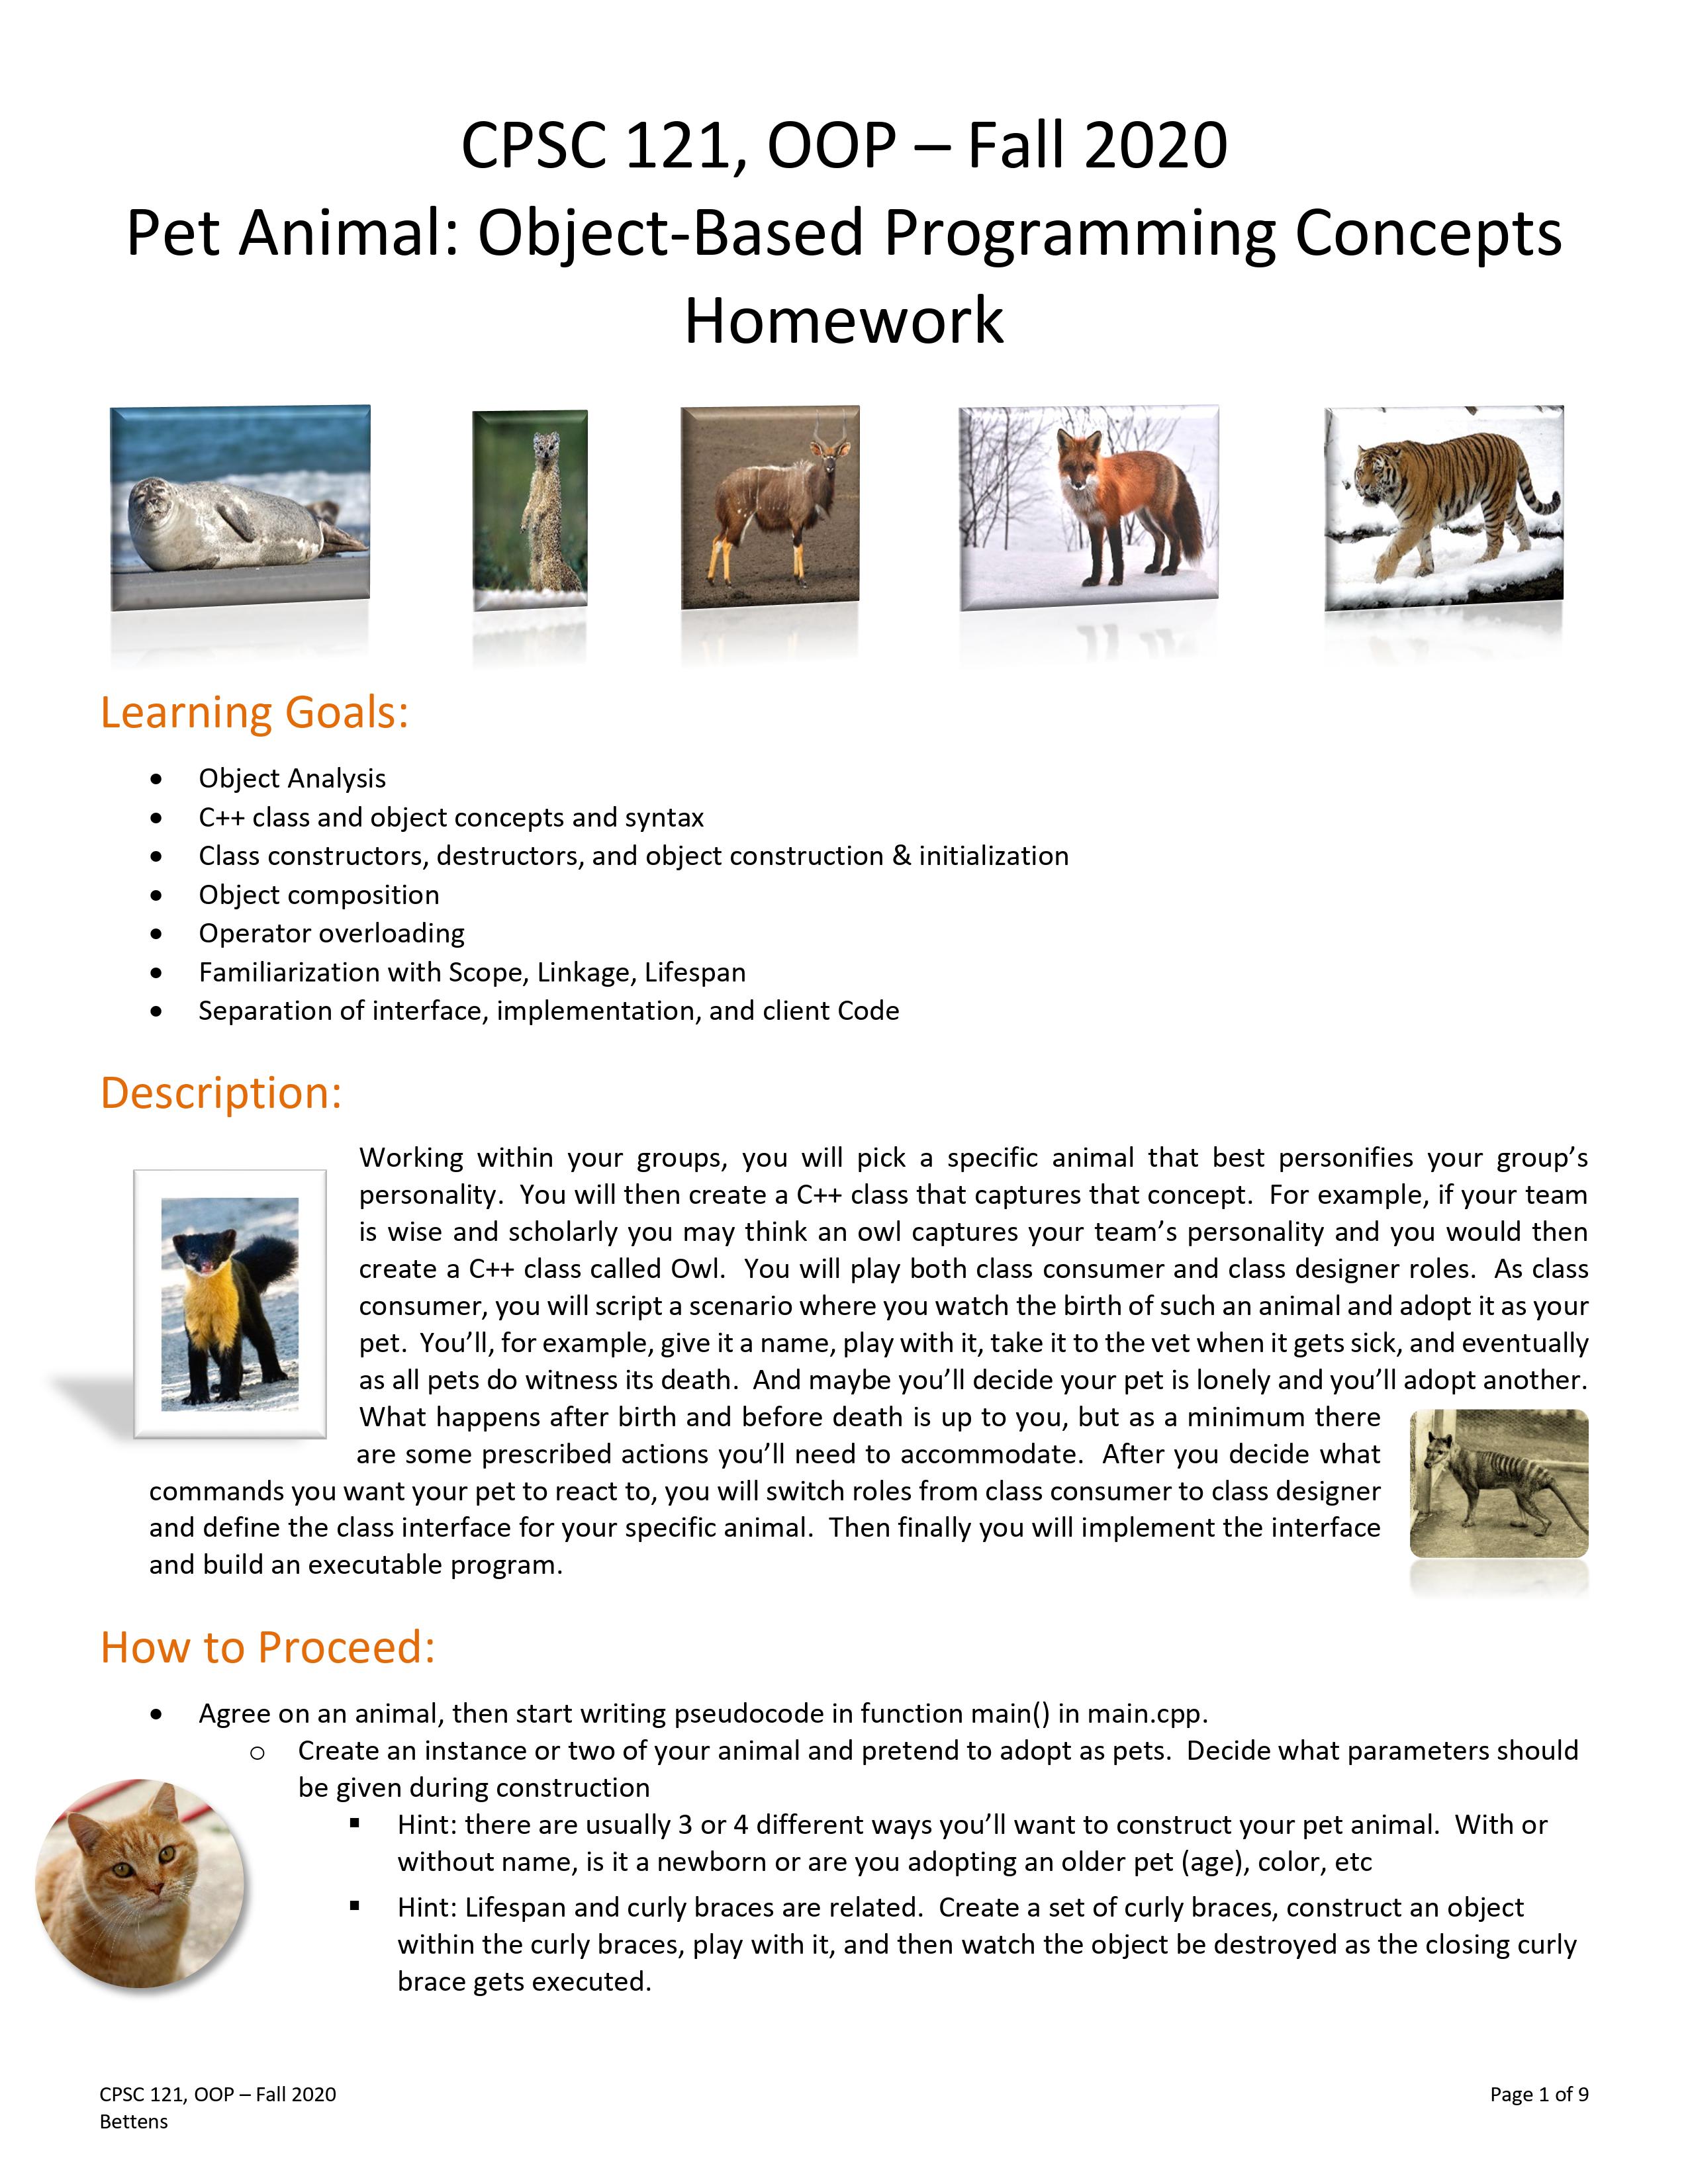 CPSC 121, OOP – Fall 2020
Pet Animal: Object-Based Programming Concepts
Homework
Learning Goals:
• Object Analysis
• C++ class and object concepts and syntax
• Class constructors, destructors, and object construction & initialization
• Object composition
• Operator overloading
• Familiarization with Scope, Linkage, Lifespan
• Separation of interface, implementation, and client Code
Description:
Working within your groups, you will pick a specific animal that best personifies your group’s
personality.  You will then create a C++ class that captures that concept.  For example, if your team
is wise and scholarly you may think an owl captures your team’s personality and you would then
create a C++ class called Owl.  You will play both class consumer and class designer roles.  As class
consumer, you will script a scenario where you watch the birth of such an animal and adopt it as your
pet.  You’ll, for example, give it a name, play with it, take it to the vet when it gets sick, and eventually
as all pets do witness its death.  And maybe you’ll decide your pet is lonely and you’ll adopt another.
What happens after birth and before death is up to you, but as a minimum there
are some prescribed actions you’ll need to accommodate.  After you decide what
commands you want your pet to react to, you will switch roles from class consumer to class designer
and define the class interface for your specific animal.  Then finally you will implement the interface
and build an executable program.
How to Proceed:
• Agree on an animal, then start writing pseudocode in function main() in main.cpp.
o Create an instance or two of your animal and pretend to adopt as pets.  Decide what parameters should
be given during construction
▪ Hint: there are usually 3 or 4 different ways you’ll want to construct your pet animal.  With or
without name, is it a newborn or are you adopting an older pet (age), color, etc
▪ Hint: Lifespan and curly braces are related.  Create a set of curly braces, construct an object
within the curly braces, play with it, and then watch the object be destroyed as the closing curly
brace gets executed.
CPSC 121, OOP – Fall 2020
Page 1 of 9
Bettens